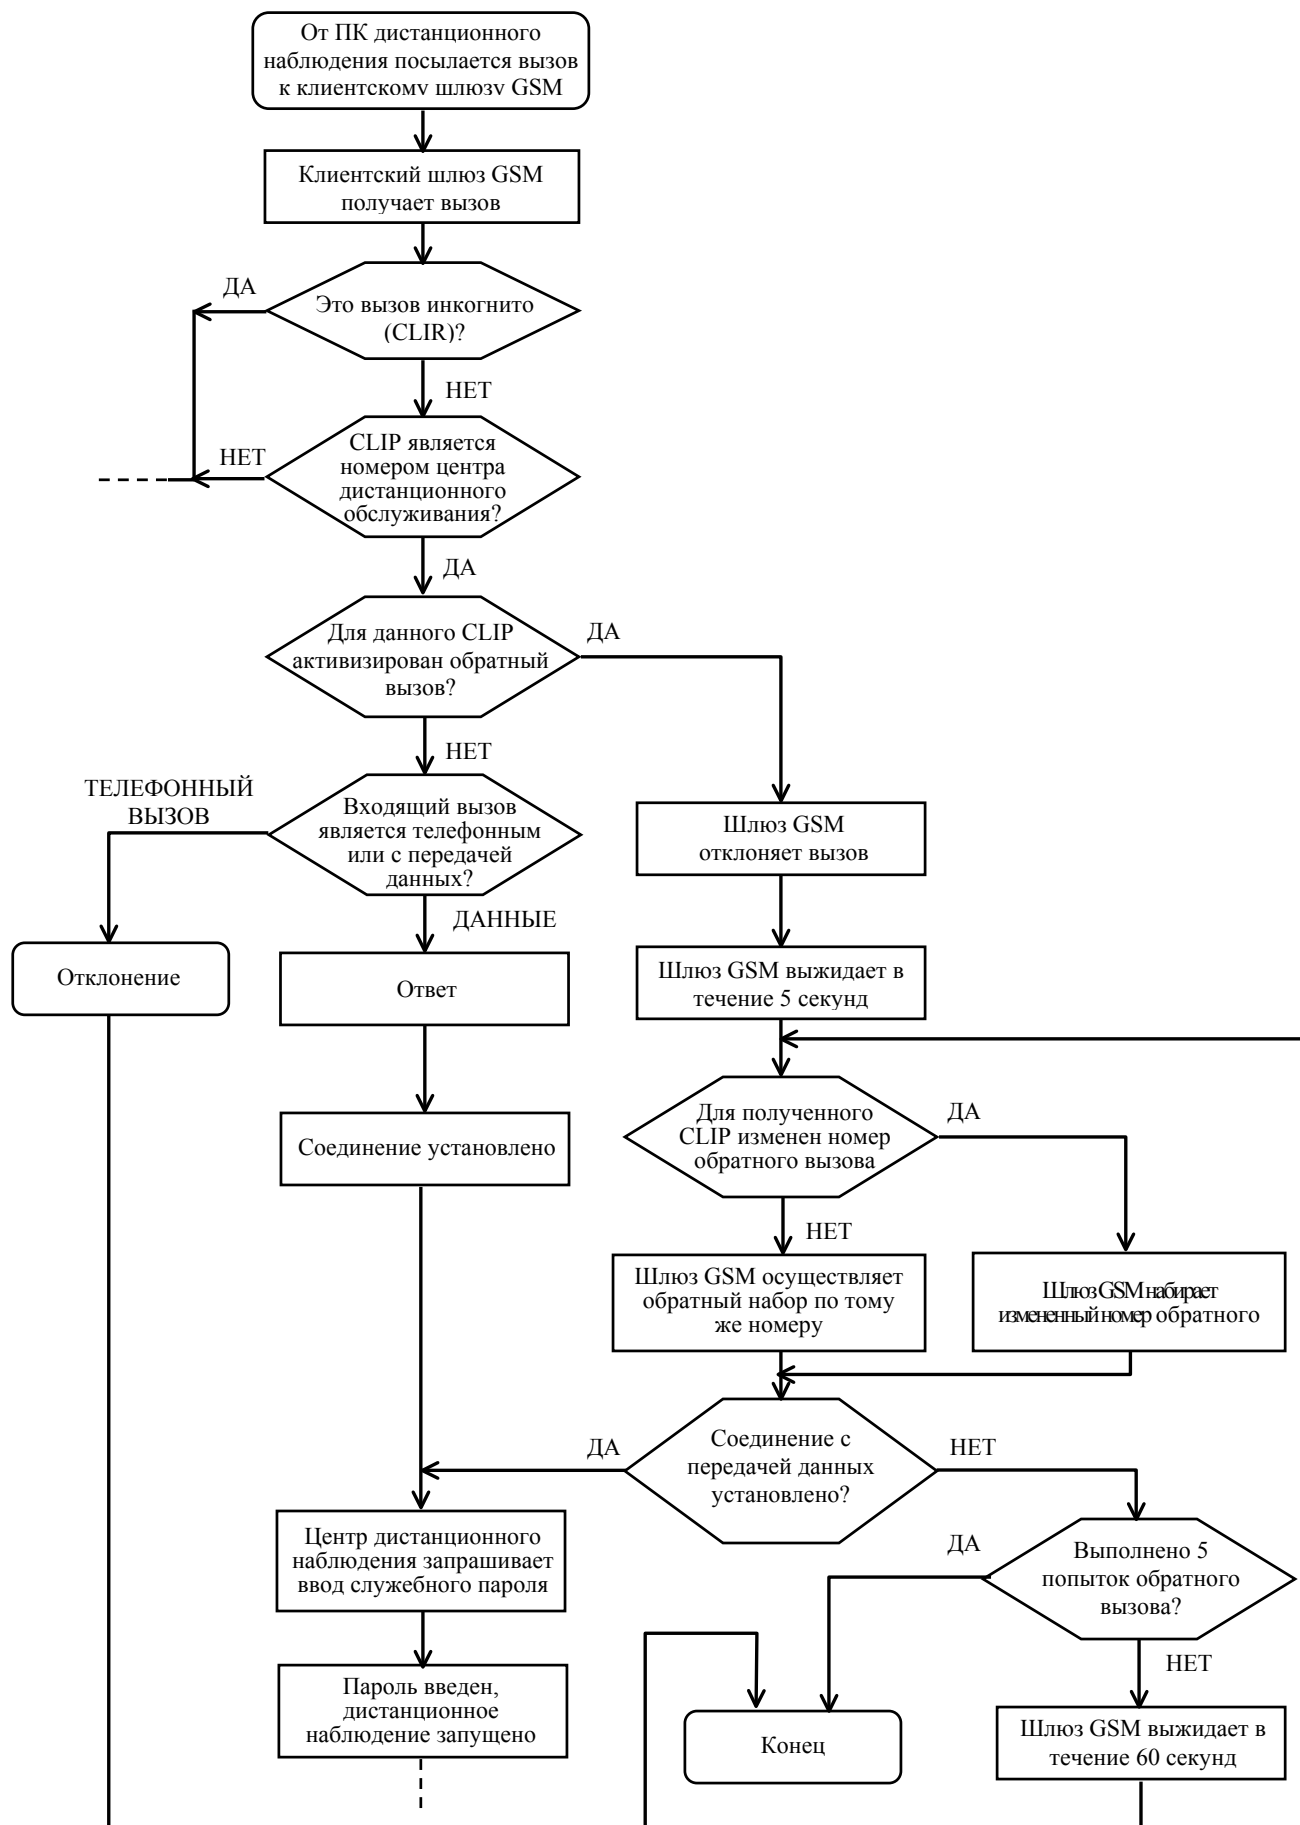 От ПК дистанционного
наблюдения посылается вызов
к клиентскому шлюзу GSM
Клиентский шлюз GSM
получает вызов
ДА
Это вызов инкогнито
(CLIR)?
НЕТ
НЕТ
CLIP является
номером центра
дистанционного
обслуживания?
ДА
Для данного CLIP
активизирован обратный
вызов?
ДА
НЕТ
ТЕЛЕФОННЫЙ
ВЫЗОВ
Входящий вызов
является телефонным
или с передачей
данных?
Шлюз GSM
отклоняет вызов
ДАННЫЕ
Отклонение
Ответ
Шлюз GSM выжидает в
течение 5 секунд
Соединение установлено
Для полученного
CLIP изменен номер
обратного вызова
ДА
НЕТ
Шлюз GSM осуществляет
обратный набор по тому
же номеру
Шлюз GSM набирает
измененный номер обратного
ДА
Соединение с
передачей данных
установлено?
НЕТ
Центр дистанционного
наблюдения запрашивает
ввод служебного пароля
ДА
Выполнено 5
попыток обратного
вызова?
НЕТ
Пароль введен,
дистанционное
наблюдение запущено
Конец
Шлюз GSM выжидает в
течение 60 секунд